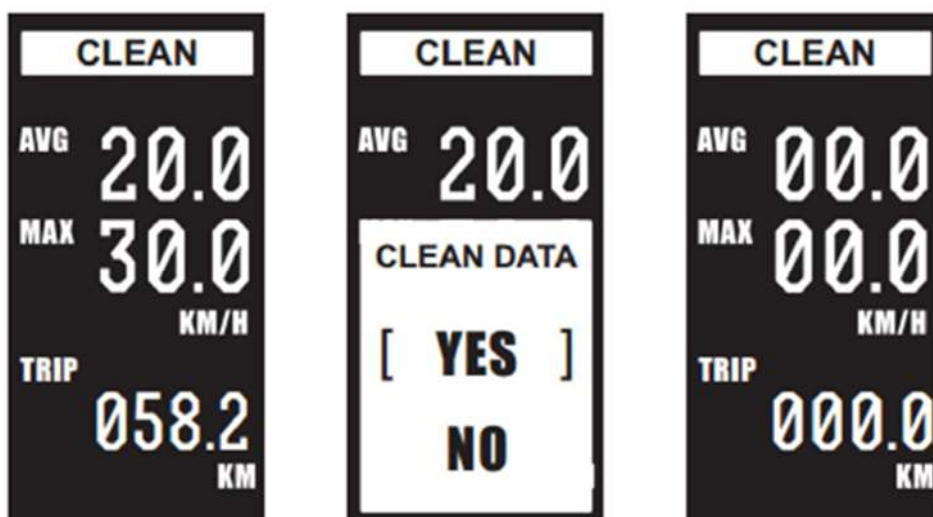 CLEAN
AVG 20.0
MAX 30.0
KM/H
TRIP
058.2
KM
CLEAN
AVG 20.0
CLEAN DATA
[ YES ]
NO
CLEAN
AVG 00.0
MAX 00.0
KM/H
TRIP
000.0
KM